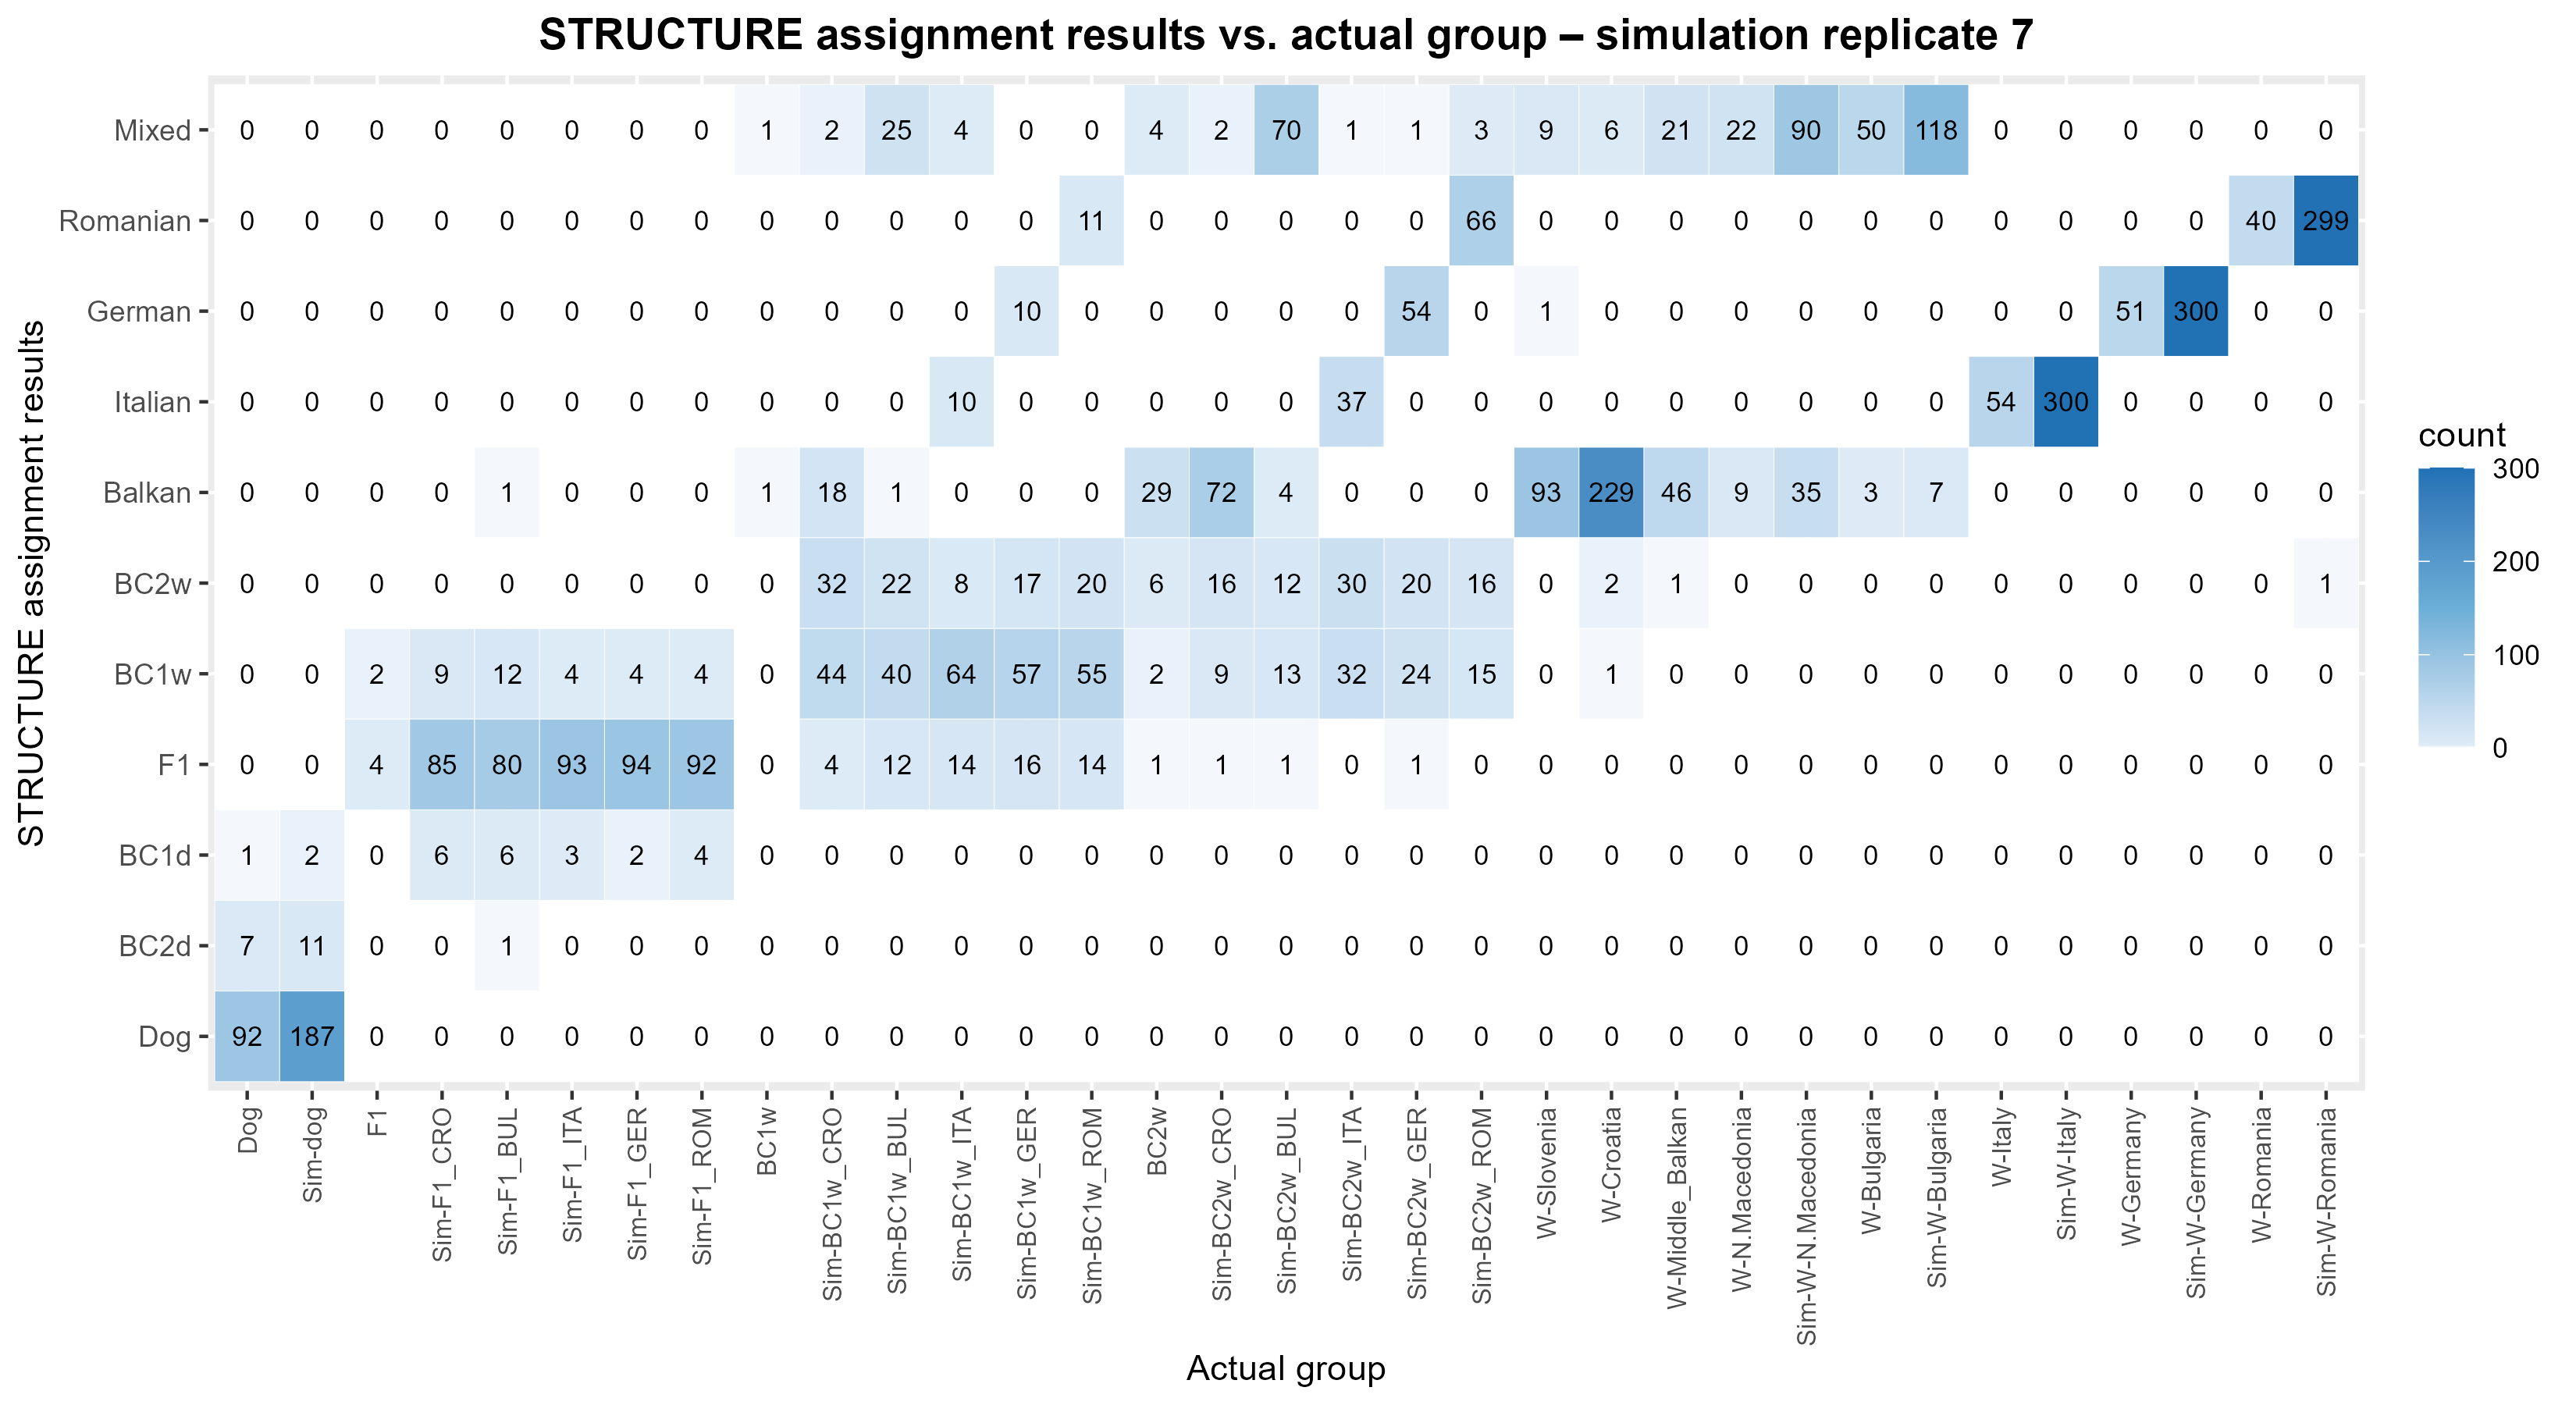 STRUCTURE assignment results vs. actual group – simulation replicate 7
STRUCTURE assignment results
Mixed 0 0 0 0 0 0 0 0 1 2 25 4 0 0 4 2 70 1 1 3 9 6 21 22 90 50 118 0 0 0 0 0 0
Romanian 0 0 0 0 0 0 0 0 0 0 0 0 0 11 0 0 0 0 0 66 0 0 0 0 0 0 0 0 0 0 0 40 299
German 0 0 0 0 0 0 0 0 0 0 0 0 10 0 0 0 0 0 54 0 1 0 0 0 0 0 0 0 0 51 300 0 0
Italian 0 0 0 0 0 0 0 0 0 0 0 10 0 0 0 0 0 37 0 0 0 0 0 0 0 0 0 54 300 0 0 0 0
Balkan 0 0 0 0 1 0 0 0 1 18 1 0 0 0 29 72 4 0 0 0 93 229 46 9 35 3 7 0 0 0 0 0 0
BC2w 0 0 0 0 0 0 0 0 0 32 22 8 17 20 6 16 12 30 20 16 0 2 1 0 0 0 0 0 0 0 0 0 1
BC1w 0 0 2 9 12 4 4 4 0 44 40 64 57 55 2 9 13 32 24 15 0 1 0 0 0 0 0 0 0 0 0 0 0
F1 0 0 4 85 80 93 94 92 0 4 12 14 16 14 1 1 1 0 1 0 0 0 0 0 0 0 0 0 0 0 0 0 0
BC1d 1 2 0 6 6 3 2 4 0 0 0 0 0 0 0 0 0 0 0 0 0 0 0 0 0 0 0 0 0 0 0 0 0
BC2d 7 11 0 0 1 0 0 0 0 0 0 0 0 0 0 0 0 0 0 0 0 0 0 0 0 0 0 0 0 0 0 0 0
Dog 92 187 0 0 0 0 0 0 0 0 0 0 0 0 0 0 0 0 0 0 0 0 0 0 0 0 0 0 0 0 0 0 0
Dog
Sim-dog
F1
Sim-F1_CRO
Sim-F1_BUL
Sim-F1_ITA
Sim-F1_GER
Sim-F1_ROM
BC1w
Sim-BC1w_CRO
Sim-BC1w_BUL
Sim-BC1w_ITA
Sim-BC1w_GER
Sim-BC1w_ROM
BC2w
Sim-BC2w_CRO
Sim-BC2w_BUL
Sim-BC2w_ITA
Sim-BC2w_GER
Sim-BC2w_ROM
W-Slovenia
W-Croatia
W-Middle_Balkan
W-N.Macedonia
Sim-W-N.Macedonia
W-Bulgaria
Sim-W-Bulgaria
W-Italy
Sim-W-Italy
W-Germany
Sim-W-Germany
W-Romania
Sim-W-Romania
Actual group
count
300
200
100
0